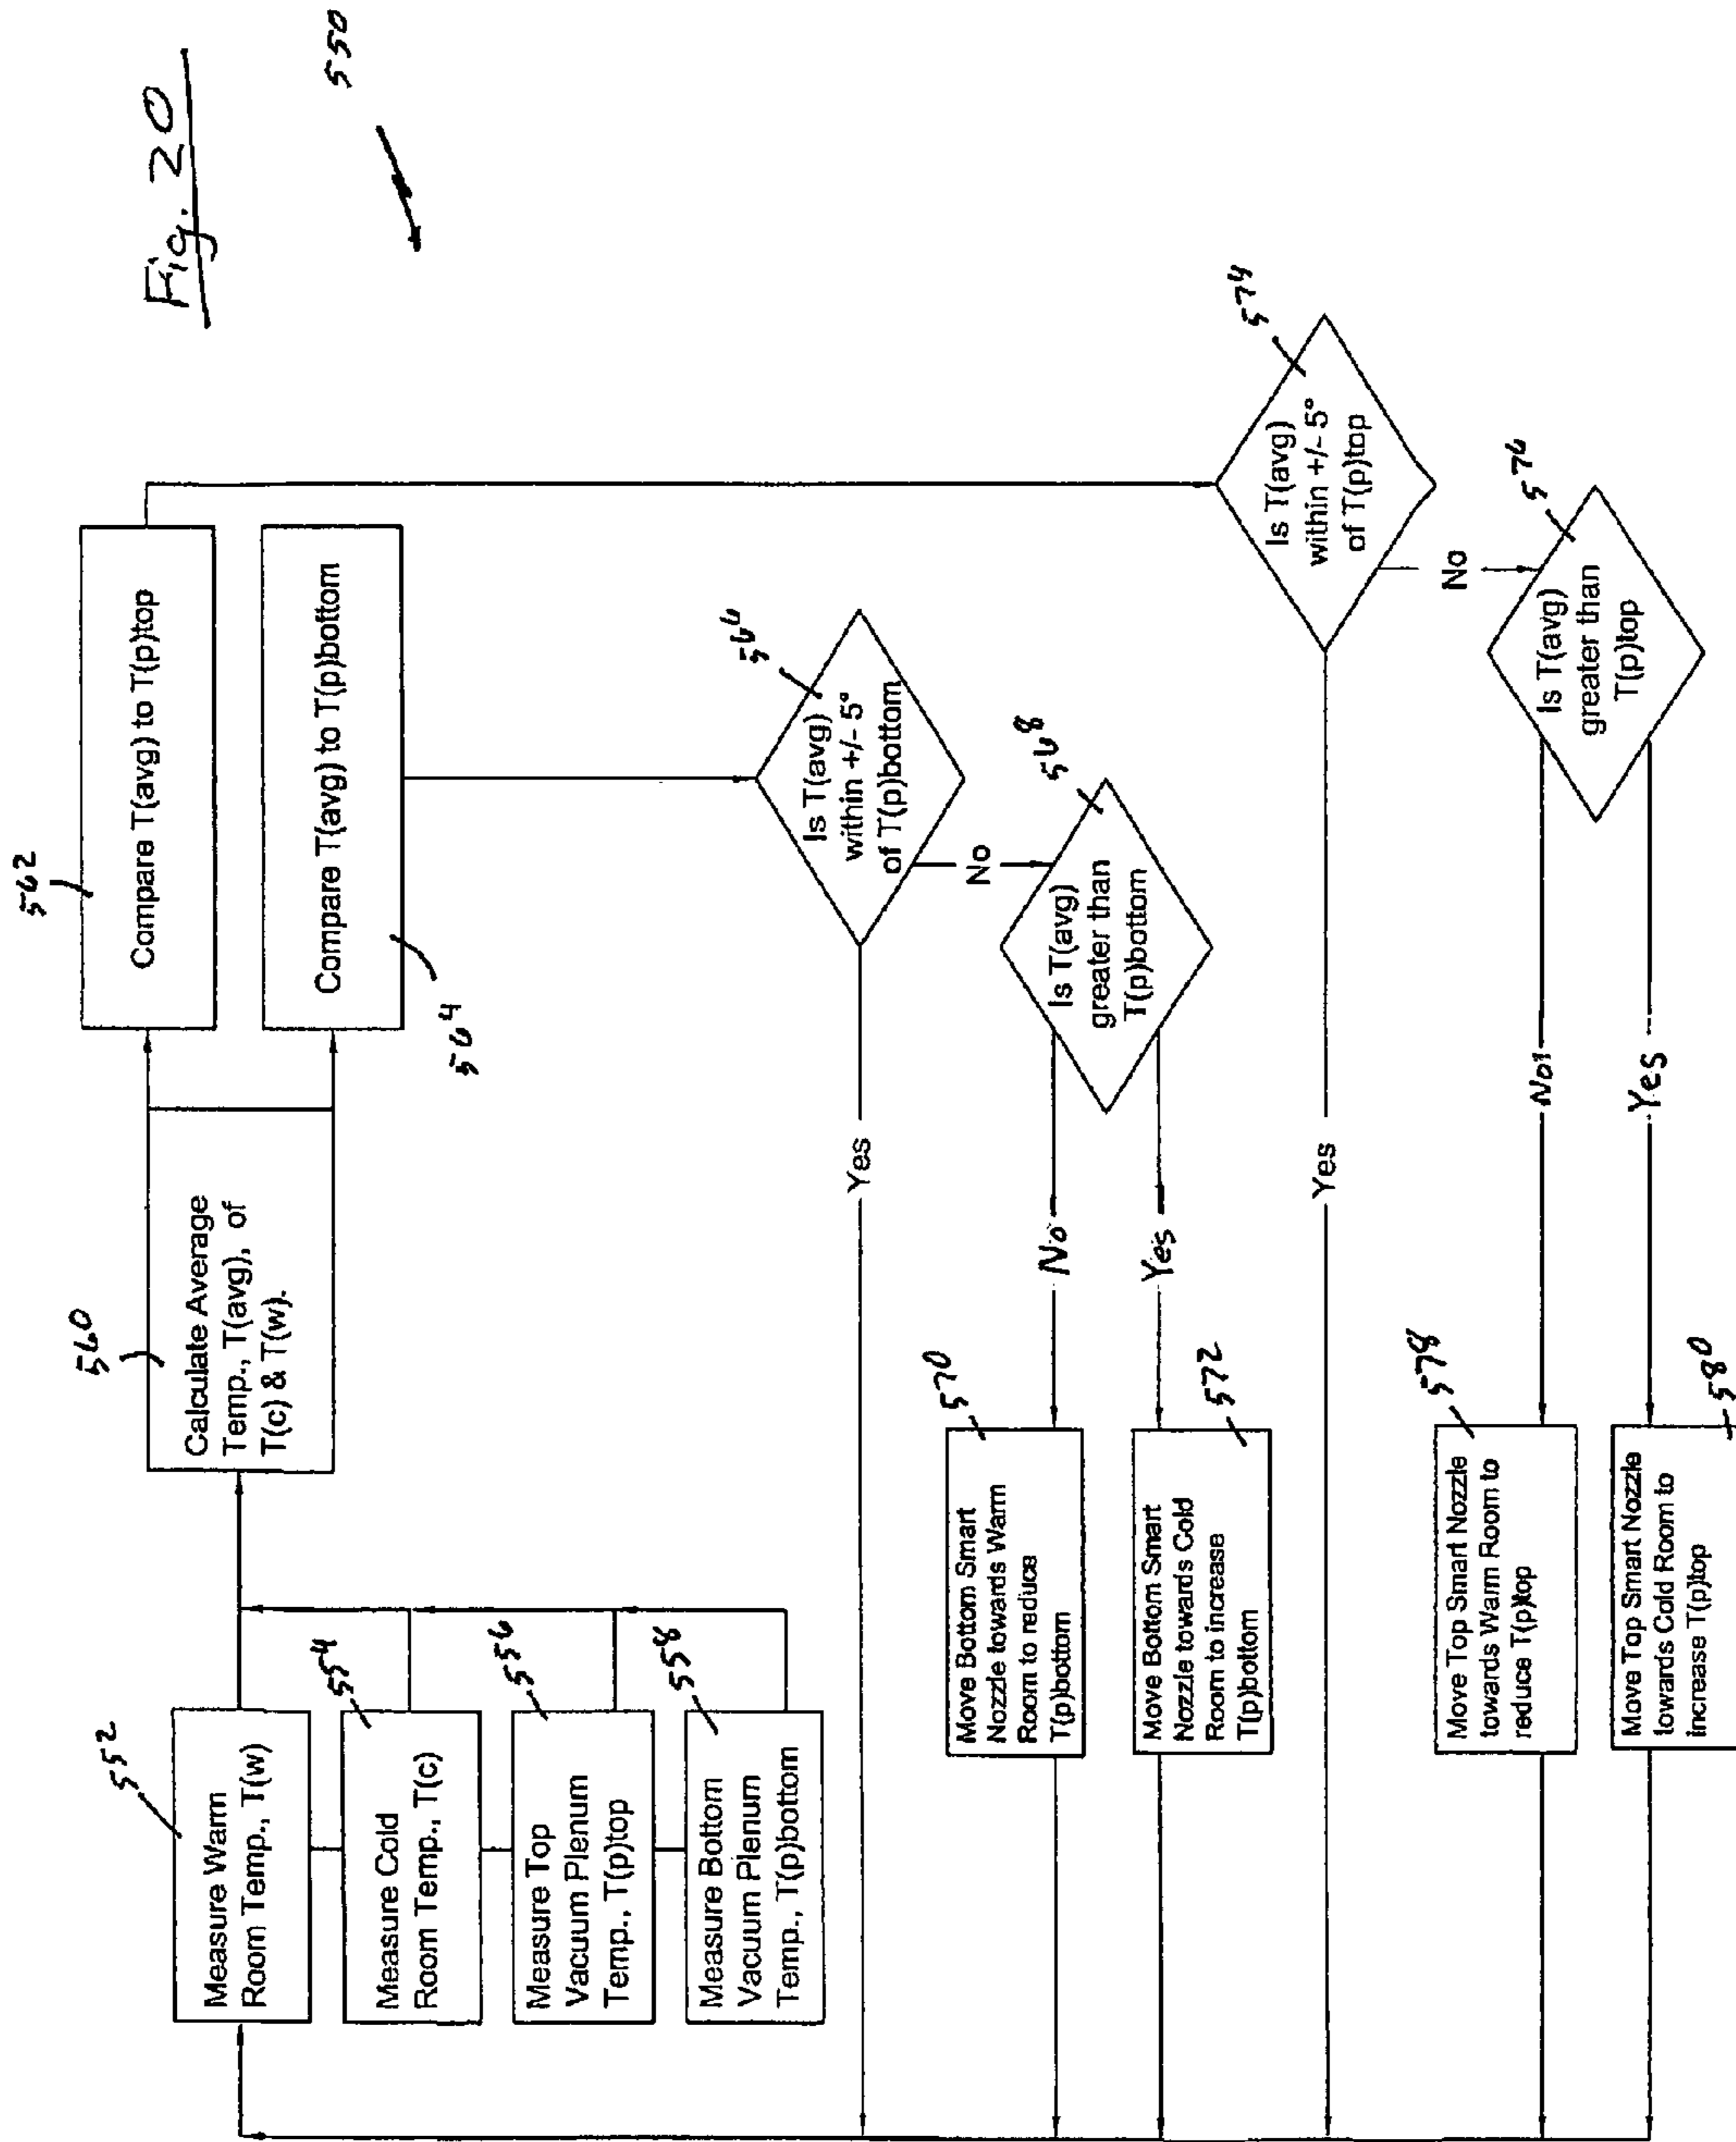 Fig. 20
550
552
Measure Warm
Room Temp., T(w)
554
Measure Cold
Room Temp., T(c)
556
Measure Top
Vacuum Plenum
Temp., T(p)top
558
Measure Bottom
Vacuum Plenum
Temp., T(p)bottom
560
Calculate Average
Temp., T(avg), of
T(c) & T(w).
562
Compare T(avg) to T(p)top
564
Compare T(avg) to T(p)bottom
566
Is T(avg)
within +/- 5°
of T(p)bottom
Yes
No
568
Is T(avg)
greater than
T(p)bottom
No
Yes
570
Move Bottom Smart
Nozzle towards Warm
Room to reduce
T(p)bottom
572
Move Bottom Smart
Nozzle towards Cold
Room to increase
T(p)bottom
574
Is T(avg)
within +/- 5°
of T(p)top
Yes
No
576
Is T(avg)
greater than
T(p)top
No
Yes
578
Move Top Smart Nozzle
towards Warm Room to
reduce T(p)top
580
Move Top Smart Nozzle
towards Cold Room to
increase T(p)top